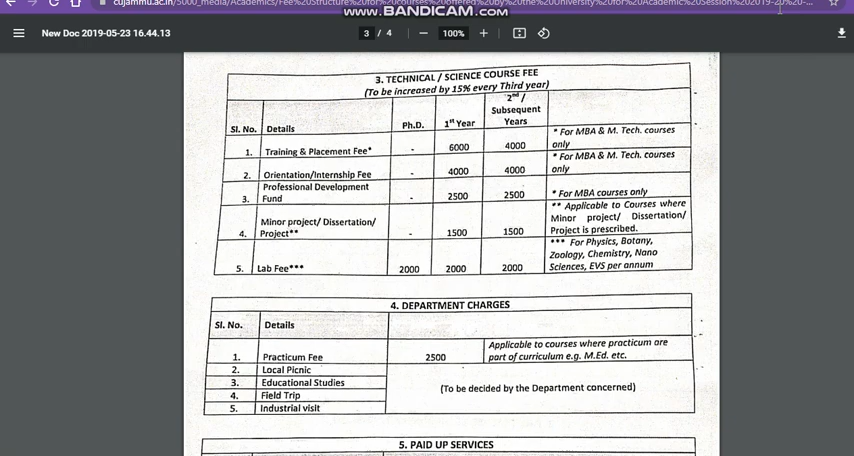 cujammu.ac.in/5000_media/Academics/Fee%20Structure%20for%20courses%20offered%20by%20the%20University%20for%20Academic%20Session%202019-20%20-...
www.BANDICAM.com
New Doc 2019-05-23 16.44.13
3 / 4
100%
3. TECHNICAL / SCIENCE COURSE FEE
(To be increased by 15% every Third year)
Sl. No. Details Ph.D. 1st Year 2nd / Subsequent Years
1. Training & Placement Fee* - 6000 4000 * For MBA & M. Tech. courses only
2. Orientation/Internship Fee - 4000 4000 * For MBA & M. Tech. courses only
3. Professional Development Fund - 2500 2500 * For MBA courses only
4. Minor project/ Dissertation/ Project** - 1500 1500 ** Applicable to Courses where Minor project/ Dissertation/ Project is prescribed.
5. Lab Fee*** 2000 2000 2000 *** For Physics, Botany, Zoology, Chemistry, Nano Sciences, EVS per annum
4. DEPARTMENT CHARGES
Sl. No. Details
1. Practicum Fee 2500 Applicable to courses where practicum are part of curriculum e.g. M.Ed. etc.
2. Local Picnic
3. Educational Studies
(To be decided by the Department concerned)
4. Field Trip
5. Industrial visit
5. PAID UP SERVICES